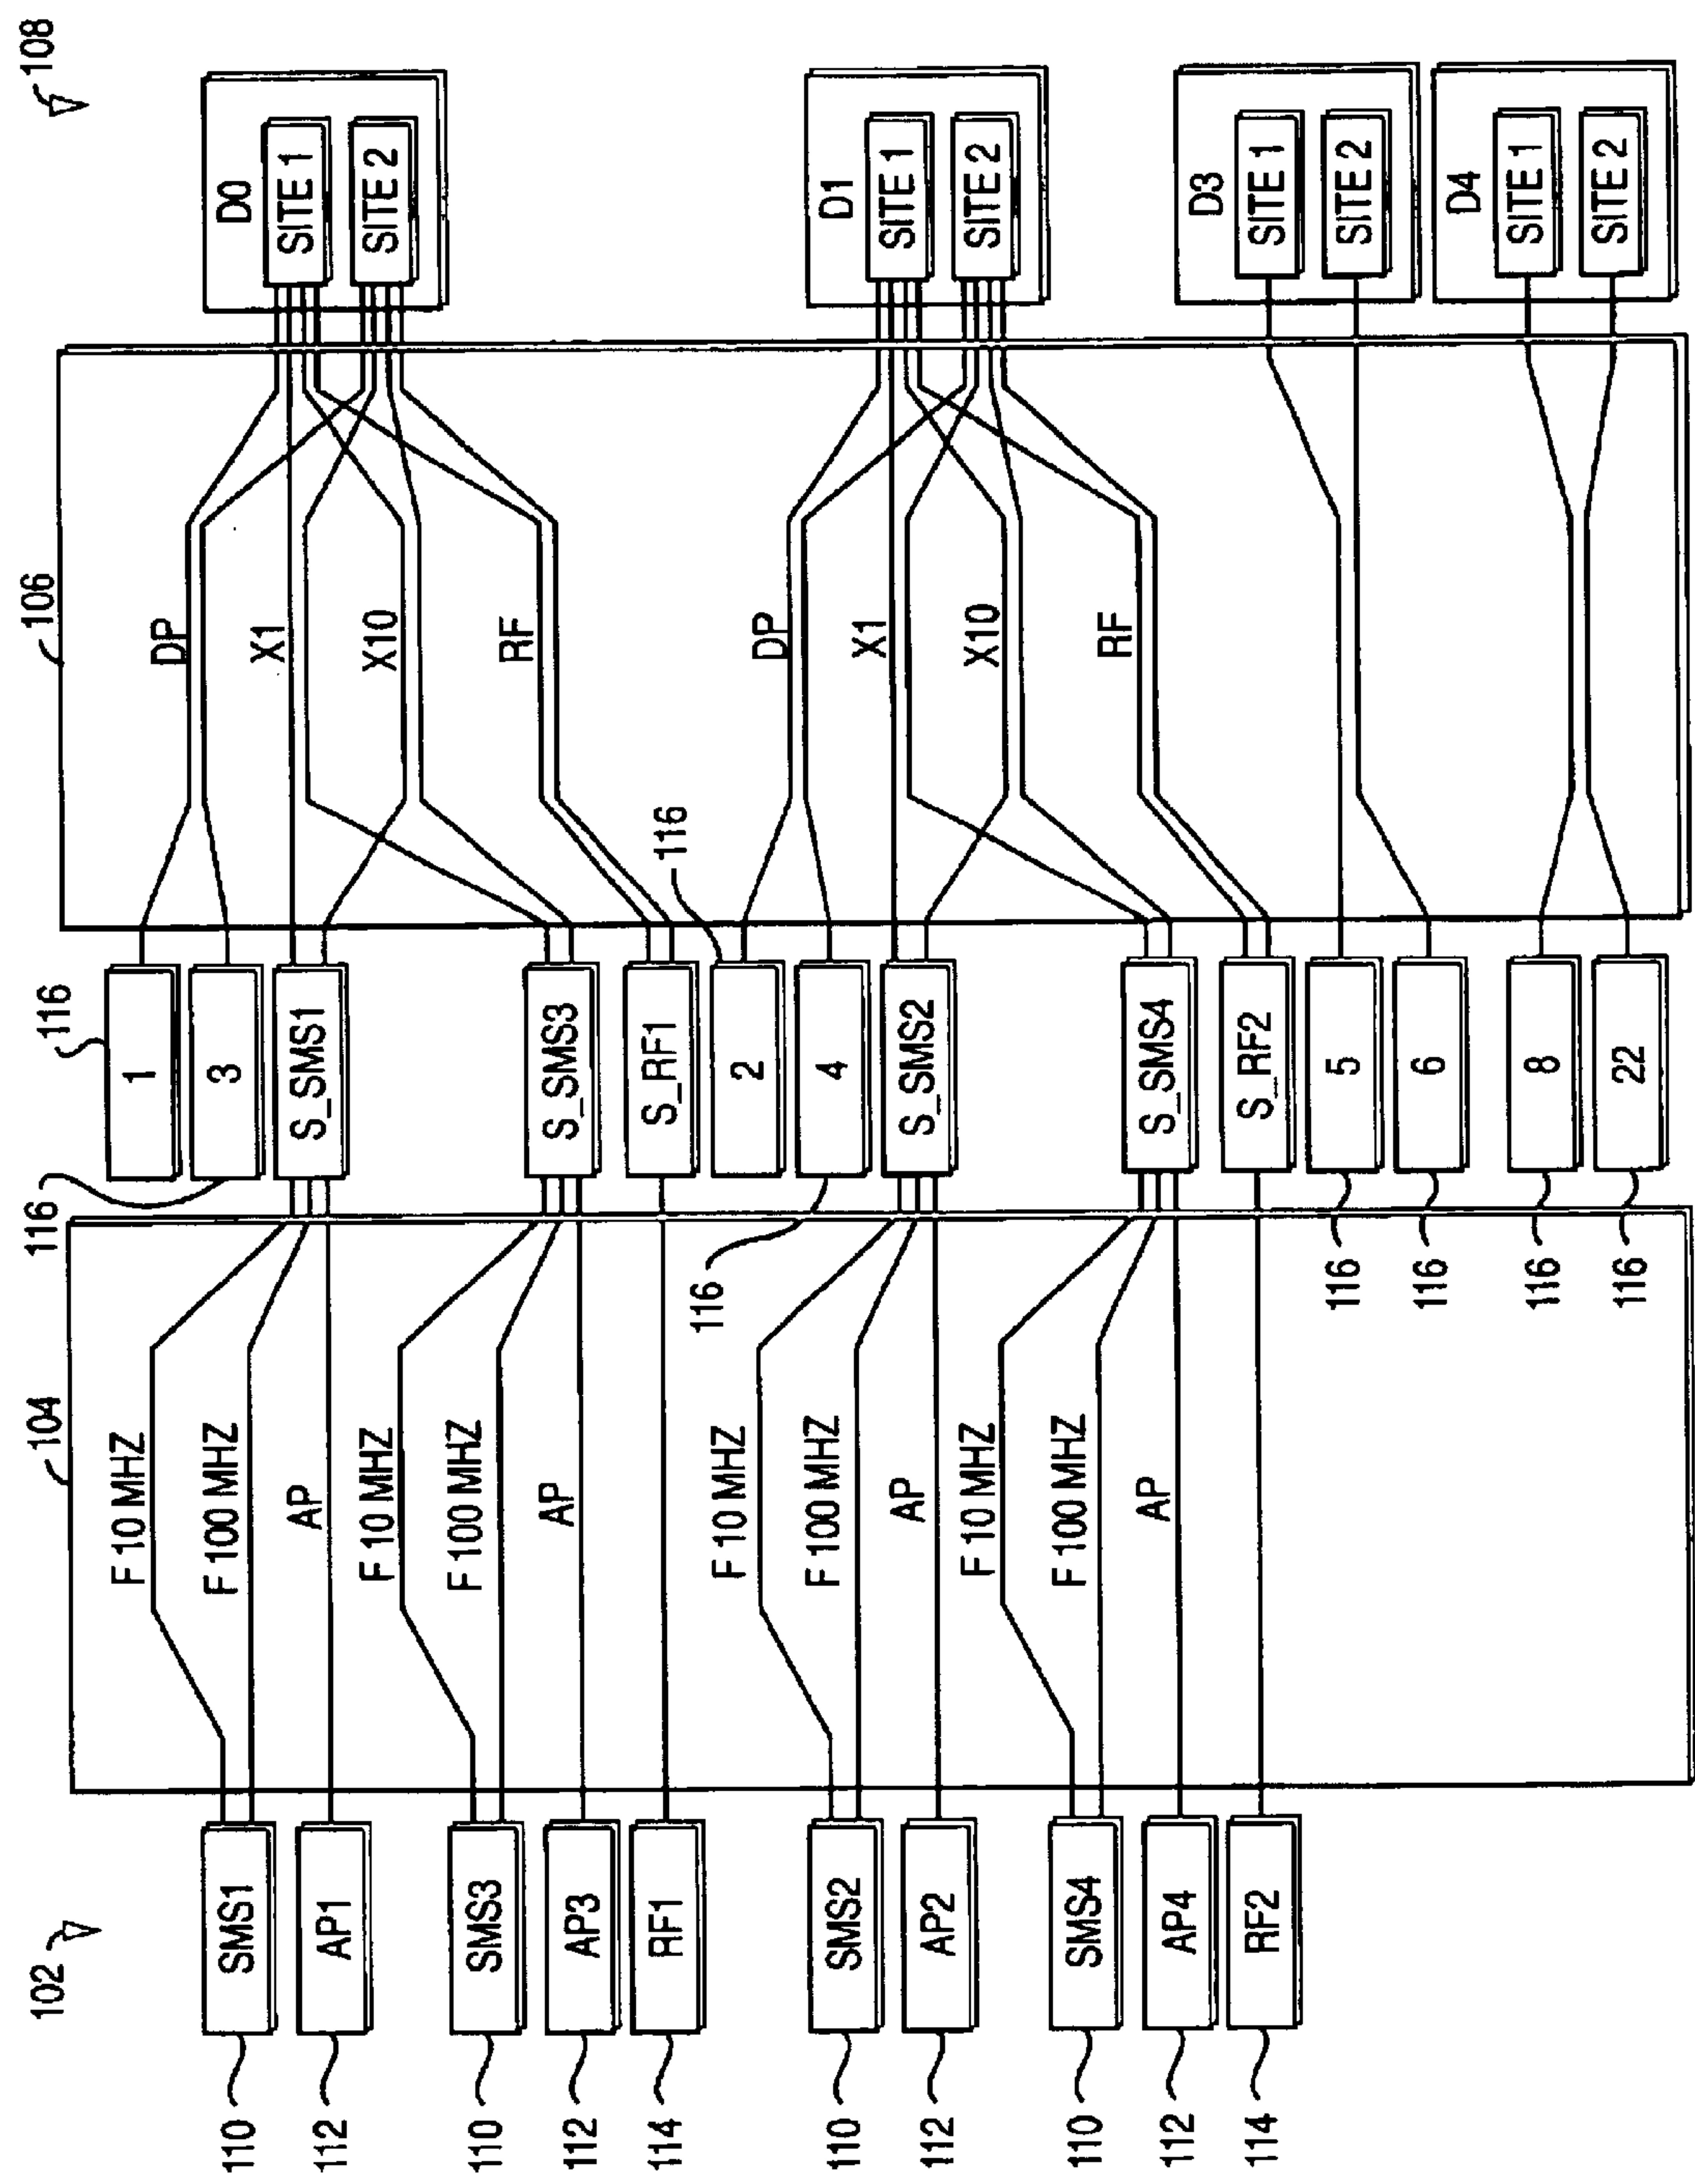 102
104
106
108
110
SMS1
112
AP1
110
SMS3
112
AP3
114
RF1
110
SMS2
112
AP2
110
SMS4
112
AP4
114
RF2
F 10 MHZ
F 100 MHZ
AP
F 10 MHZ
F 100 MHZ
AP
F 10 MHZ
F 100 MHZ
AP
F 10 MHZ
F 100 MHZ
AP
116
1
116
3
S_SMS1
S_SMS3
S_RF1
116
2
116
4
S_SMS2
S_SMS4
S_RF2
5
116
6
116
8
116
22
116
DP
X1
X10
RF
DP
X1
X10
RF
D0
SITE 1
SITE 2
D1
SITE 1
SITE 2
D3
SITE 1
SITE 2
D4
SITE 1
SITE 2